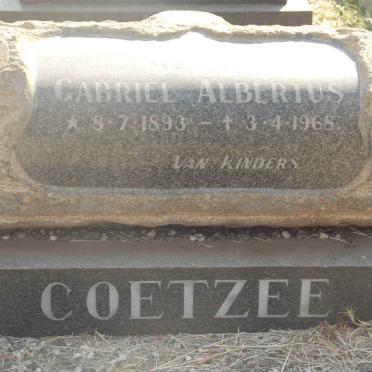 GABRIEL ALBERTUS
★ 8·7·1893 – † 3·4·1968.
VAN KINDERS
COETZEE